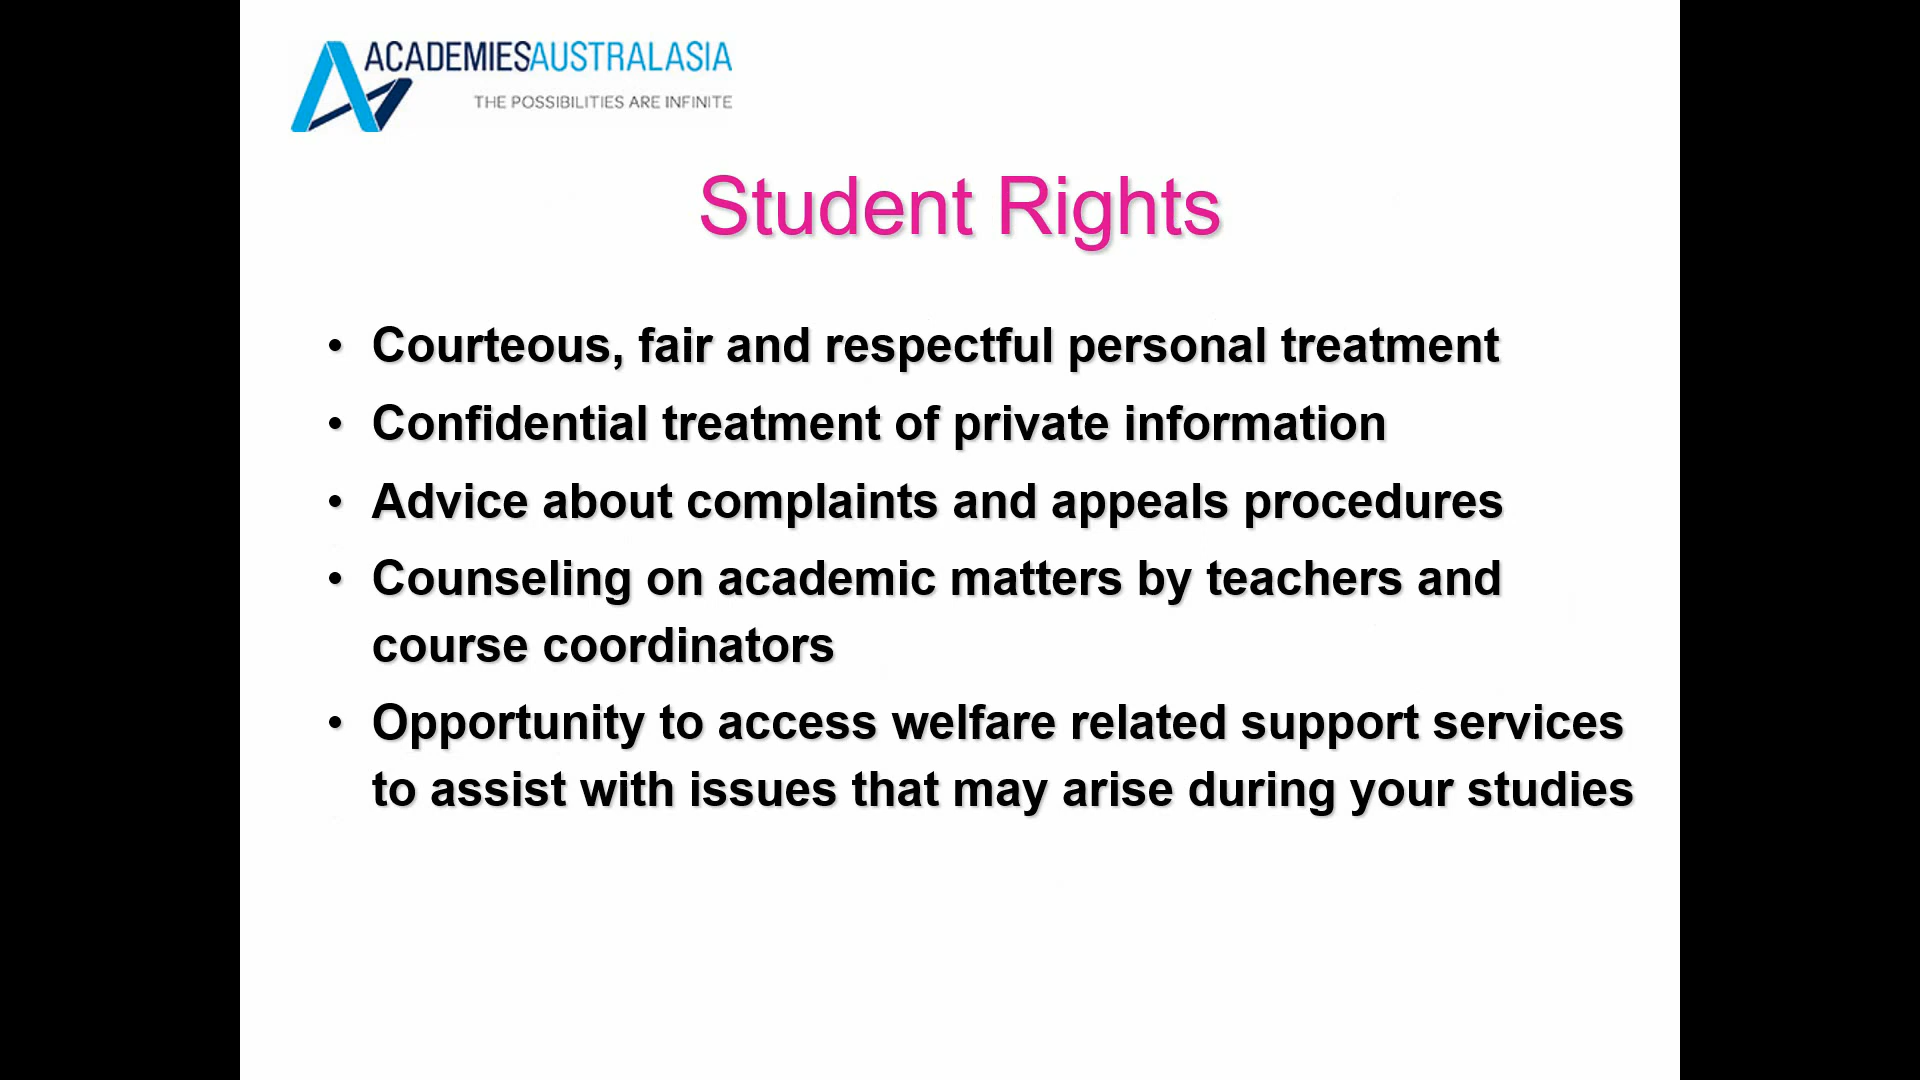 ACADEMIESAUSTRALASIA
THE POSSIBILITIES ARE INFINITE
Student Rights
• Courteous, fair and respectful personal treatment
• Confidential treatment of private information
• Advice about complaints and appeals procedures
• Counseling on academic matters by teachers and
course coordinators
• Opportunity to access welfare related support services
to assist with issues that may arise during your studies